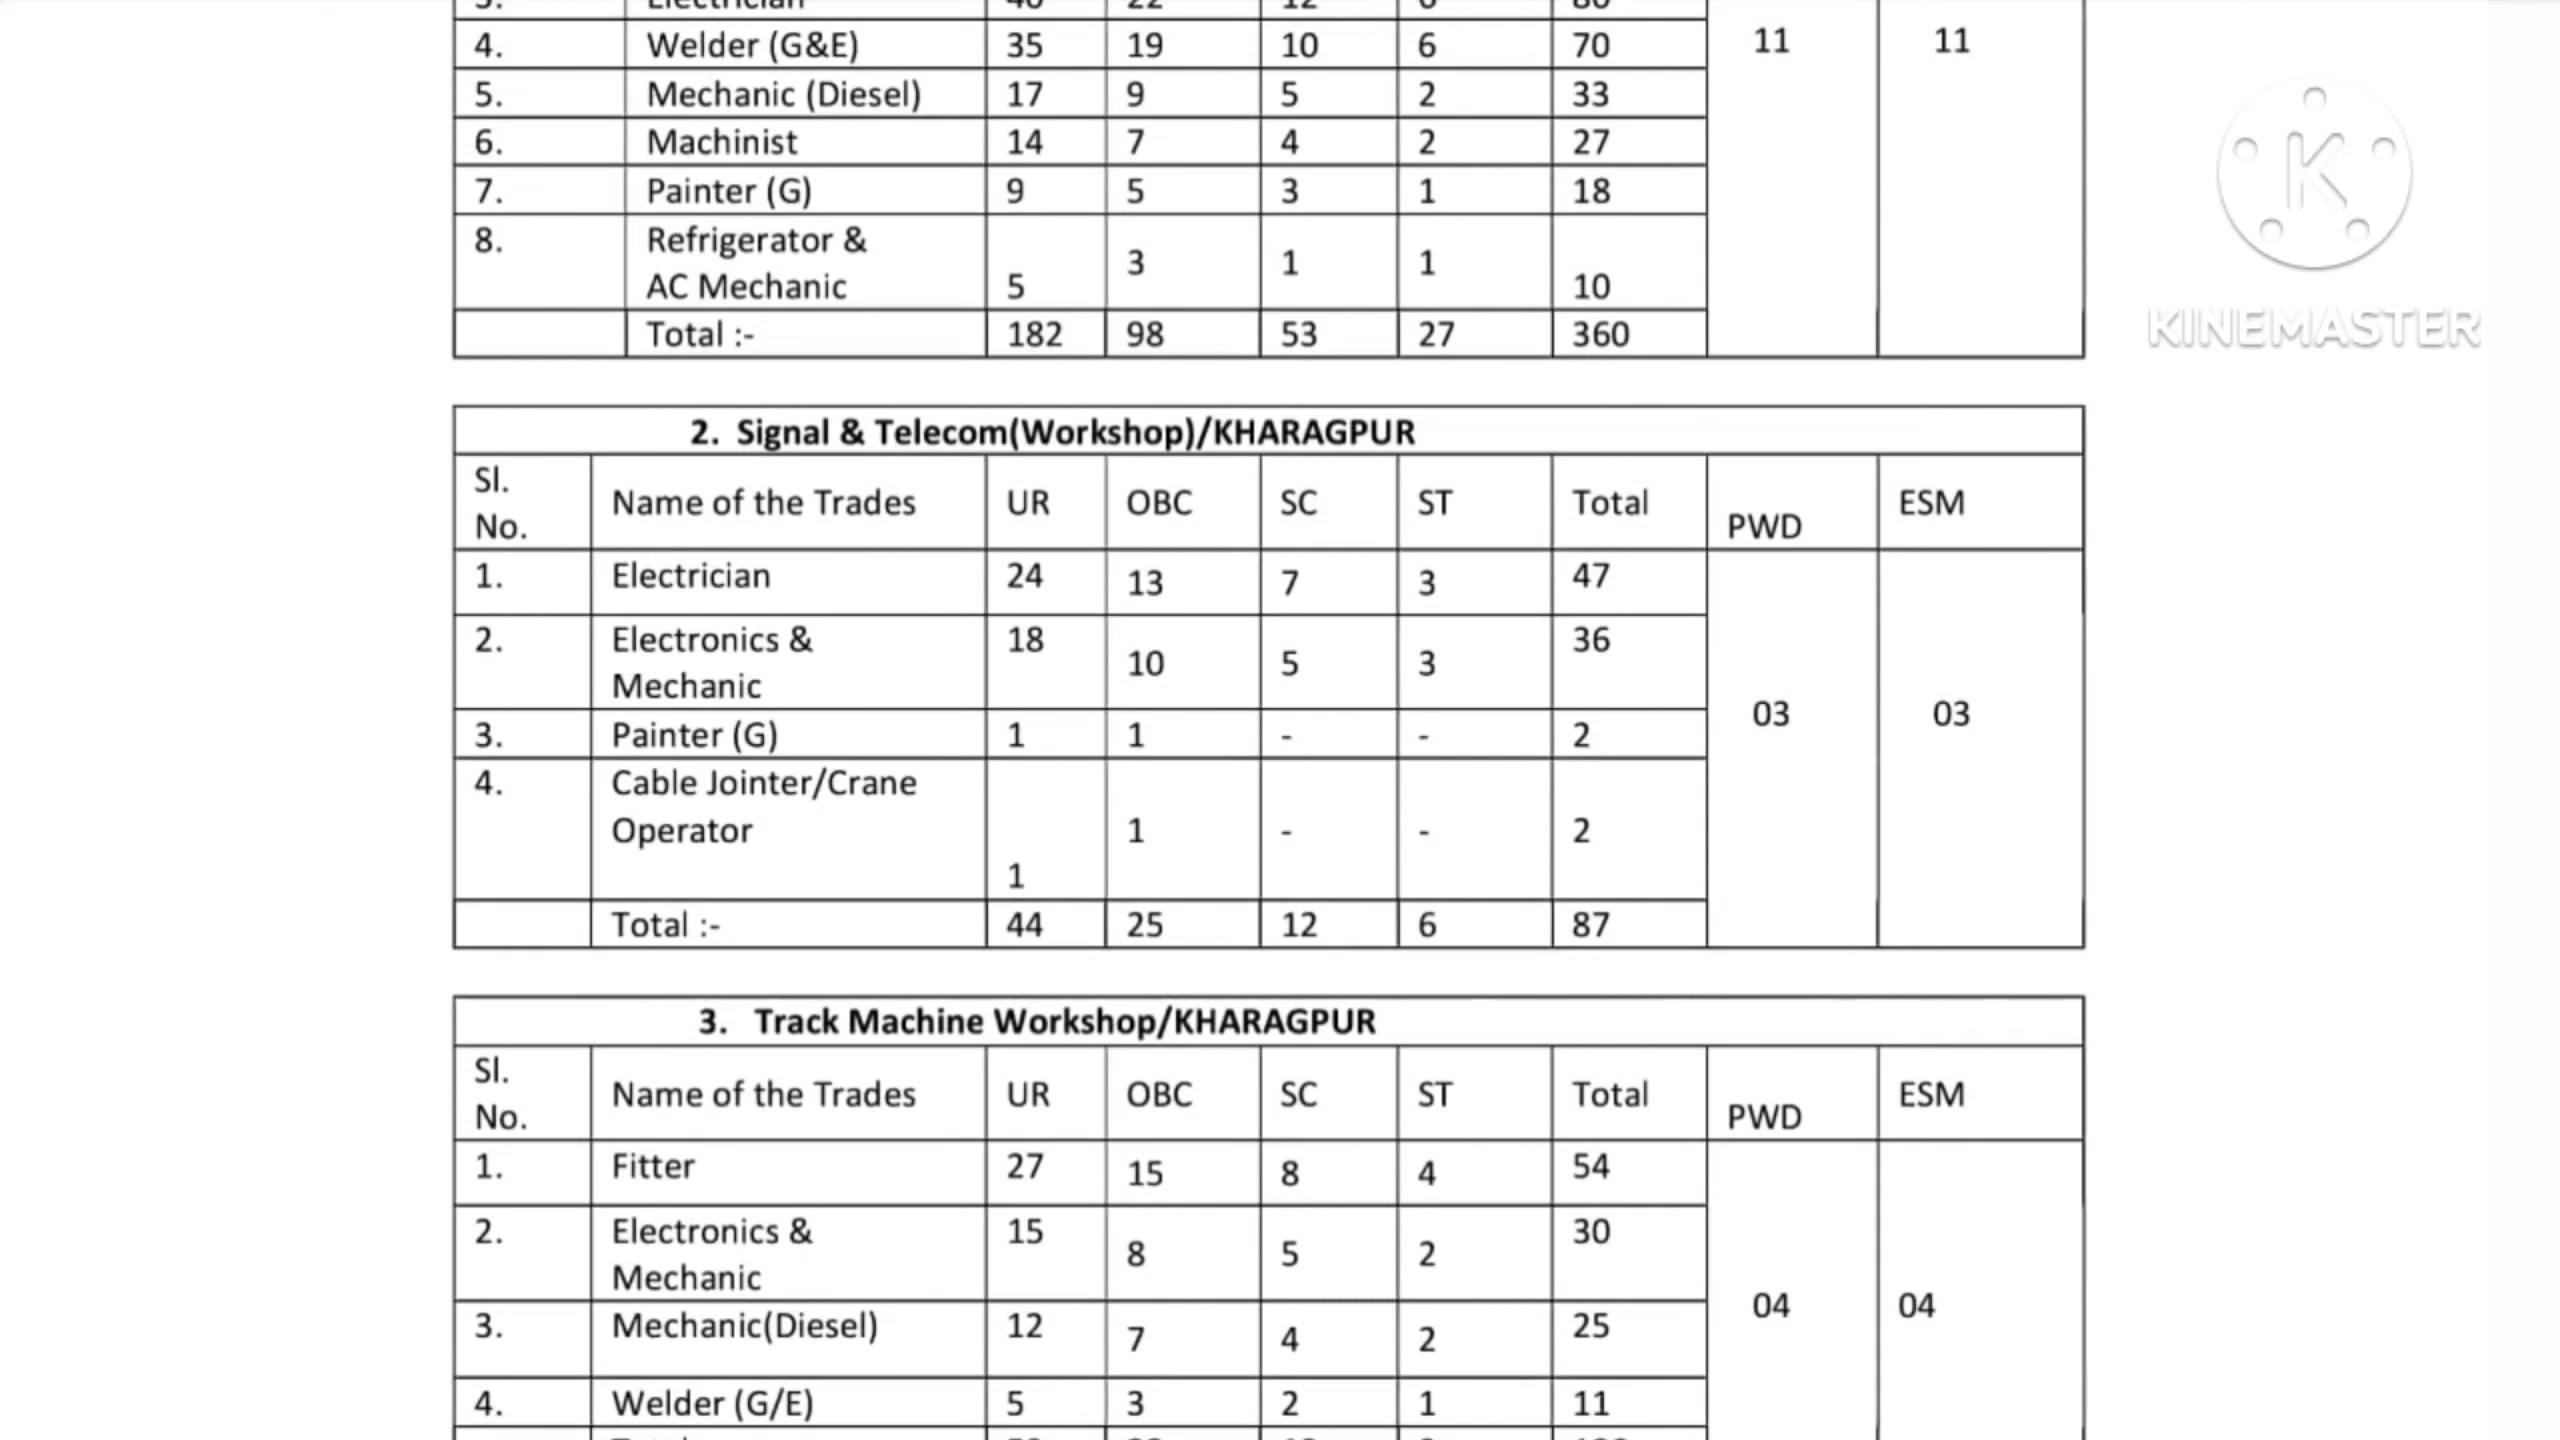 3. Electrician 40 22 12 6 80
4. Welder (G&E) 35 19 10 6 70 11 11
5. Mechanic (Diesel) 17 9 5 2 33
6. Machinist 14 7 4 2 27
7. Painter (G) 9 5 3 1 18
8. Refrigerator &
AC Mechanic 5 3 1 1 10
Total :- 182 98 53 27 360
KINEMASTER
2. Signal & Telecom(Workshop)/KHARAGPUR
Sl.
No. Name of the Trades UR OBC SC ST Total PWD ESM
1. Electrician 24 13 7 3 47
2. Electronics &
Mechanic 18 10 5 3 36
03 03
3. Painter (G) 1 1 - - 2
4. Cable Jointer/Crane
Operator 1 1 - - 2
Total :- 44 25 12 6 87
3. Track Machine Workshop/KHARAGPUR
Sl.
No. Name of the Trades UR OBC SC ST Total PWD ESM
1. Fitter 27 15 8 4 54
2. Electronics &
Mechanic 15 8 5 2 30
04 04
3. Mechanic(Diesel) 12 7 4 2 25
4. Welder (G/E) 5 3 2 1 11